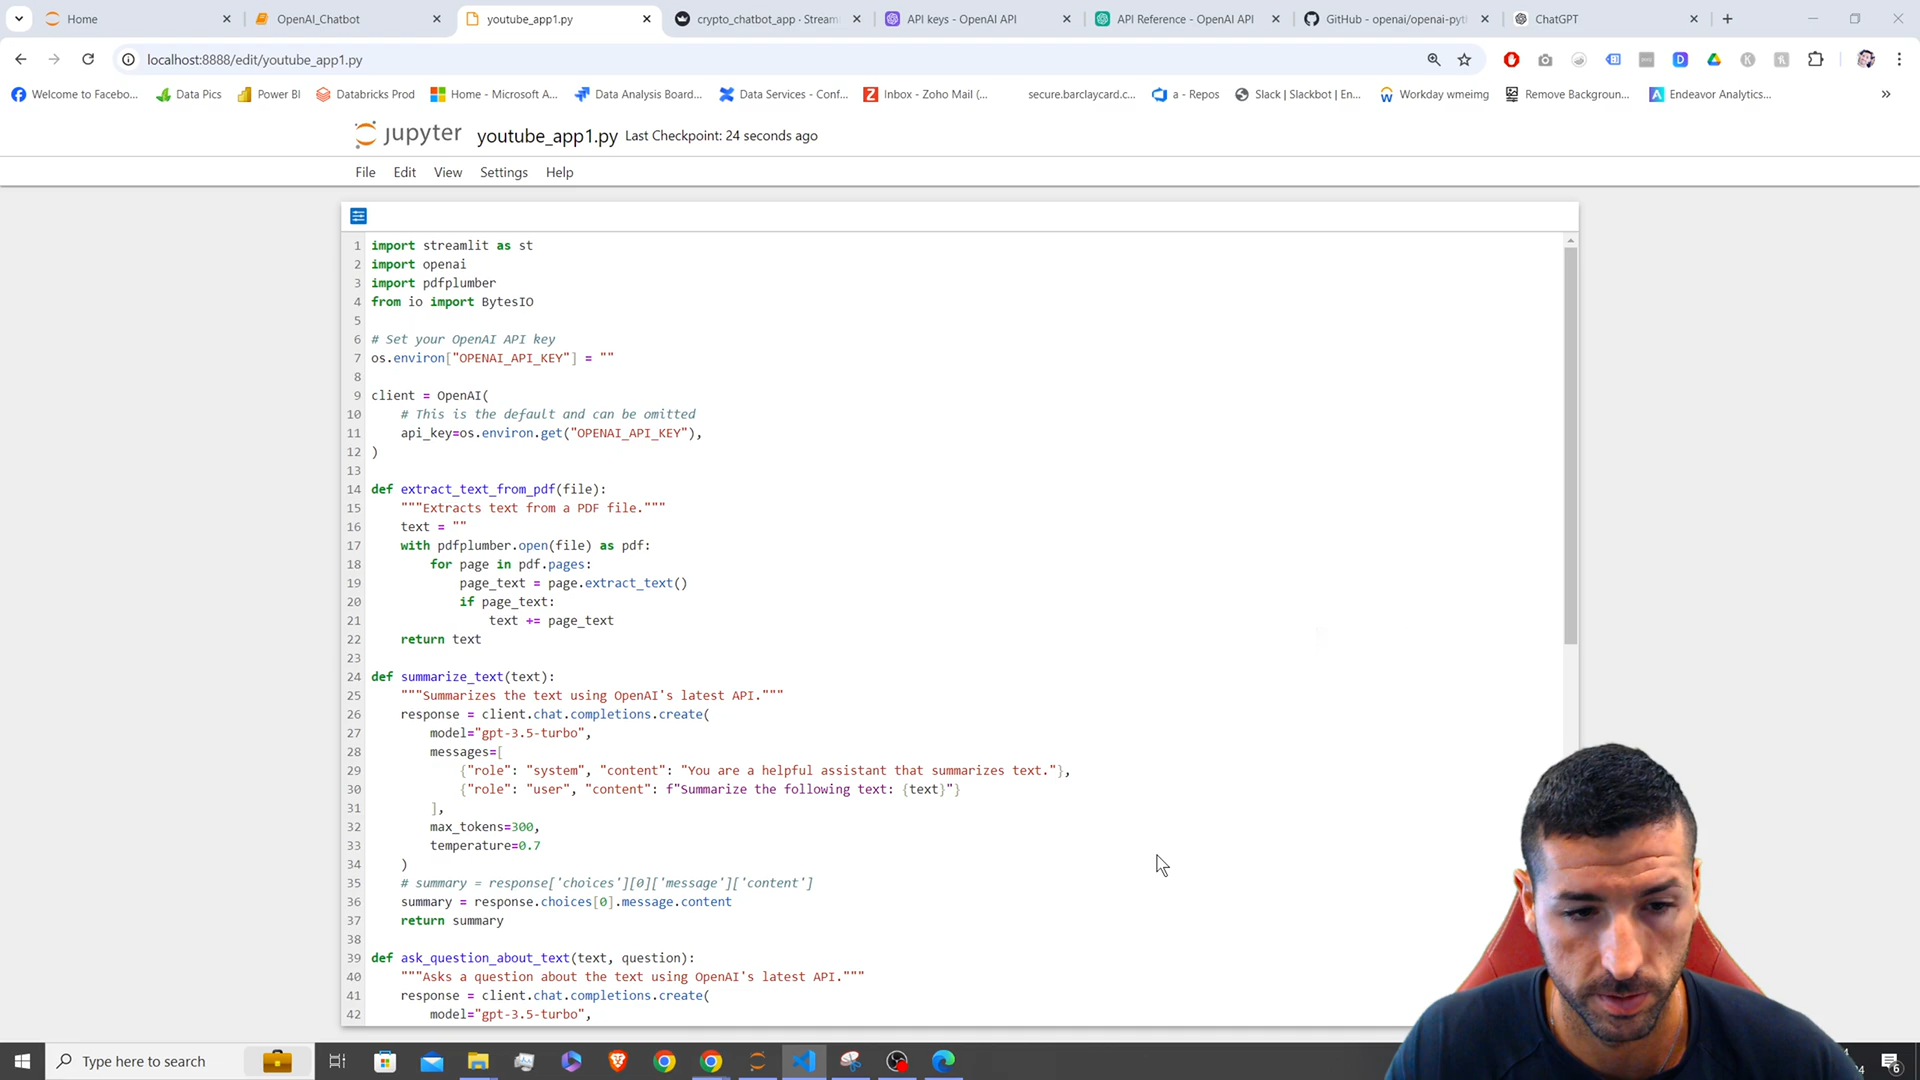 Home
OpenAI_Chatbot
youtube_app1.py
crypto_chatbot_app · Stream
API keys - OpenAI API
API Reference - OpenAI API
GitHub - openai/openai-pyt
ChatGPT
localhost:8888/edit/youtube_app1.py
Welcome to Facebo...
Data Pics
Power BI
Databricks Prod
Home - Microsoft A...
Data Analysis Board...
Data Services - Conf...
Inbox - Zoho Mail (...
secure.barclaycard.c...
a - Repos
Slack | Slackbot | En...
Workday wmeimg
Remove Backgroun...
Endeavor Analytics...
jupyter youtube_app1.py Last Checkpoint: 24 seconds ago
File Edit View Settings Help
1 import streamlit as st
2 import openai
3 import pdfplumber
4 from io import BytesIO
5
6 # Set your OpenAI API key
7 os.environ["OPENAI_API_KEY"] = ""
8
9 client = OpenAI(
10 # This is the default and can be omitted
11 api_key=os.environ.get("OPENAI_API_KEY"),
12 )
13
14 def extract_text_from_pdf(file):
15 """Extracts text from a PDF file."""
16 text = ""
17 with pdfplumber.open(file) as pdf:
18 for page in pdf.pages:
19 page_text = page.extract_text()
20 if page_text:
21 text += page_text
22 return text
23
24 def summarize_text(text):
25 """Summarizes the text using OpenAI's latest API."""
26 response = client.chat.completions.create(
27 model="gpt-3.5-turbo",
28 messages=[
29 {"role": "system", "content": "You are a helpful assistant that summarizes text."},
30 {"role": "user", "content": f"Summarize the following text: {text}"}
31 ],
32 max_tokens=300,
33 temperature=0.7
34 )
35 # summary = response['choices'][0]['message']['content']
36 summary = response.choices[0].message.content
37 return summary
38
39 def ask_question_about_text(text, question):
40 """Asks a question about the text using OpenAI's latest API."""
41 response = client.chat.completions.create(
42 model="gpt-3.5-turbo",
Type here to search
6